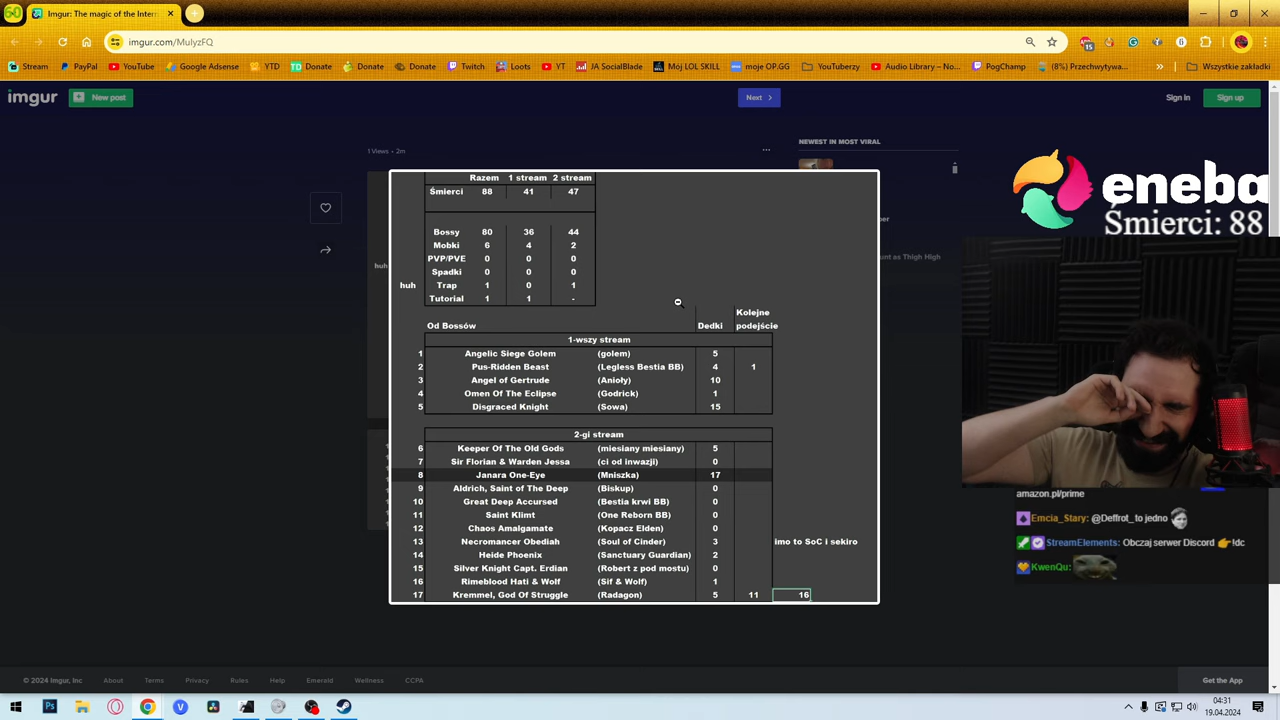 Imgur: The magic of the Inter
imgur.com/MulyzFQ
15
Stream PayPal YouTube Google Adsense YTD Donate Donate Donate Twitch Loots YT JA SocialBlade Mój LOL SKILL moje OP.GG YouTuberzy Audio Library – No... PogChamp (8%) Przechwytywa... » Wszystkie zakładki
imgur New post Next Sign in Sign up
1 Views • 2m
NEWEST IN MOST VIRAL
eneba
Śmierci: 88
Razem 1 stream 2 stream
Śmierci 88 41 47
Bossy 80 36 44
Mobki 6 4 2
PVP/PVE 0 0 0
Spadki 0 0 0
huh Trap 1 0 1
Tutorial 1 1 -
huh
unt as Thigh High
Od Bossów Dedki Kolejne podejście
1-wszy stream
1 Angelic Siege Golem (golem) 5
2 Pus-Ridden Beast (Legless Bestia BB) 4 1
3 Angel of Gertrude (Anioły) 10
4 Omen Of The Eclipse (Godrick) 1
5 Disgraced Knight (Sowa) 15
2-gi stream
6 Keeper Of The Old Gods (miesiany miesiany) 5
7 Sir Florian & Warden Jessa (ci od inwazji) 0
8 Janara One-Eye (Mniszka) 17
9 Aldrich, Saint of The Deep (Biskup) 0
10 Great Deep Accursed (Bestia krwi BB) 0
11 Saint Klimt (One Reborn BB) 0
12 Chaos Amalgamate (Kopacz Elden) 0
13 Necromancer Obediah (Soul of Cinder) 3 imo to SoC i sekiro
14 Heide Phoenix (Sanctuary Guardian) 2
15 Silver Knight Capt. Erdian (Robert z pod mostu) 0
16 Rimeblood Hati & Wolf (Sif & Wolf) 1
17 Kremmel, God Of Struggle (Radagon) 5 11 16
amazon.pl/prime
Emcia_Stary: @Deffrot_to jedno
StreamElements: Obczaj serwer Discord !dc
KwenQu:
© 2024 Imgur, Inc About Terms Privacy Rules Help Emerald Wellness CCPA Get the App
04:31
19.04.2024